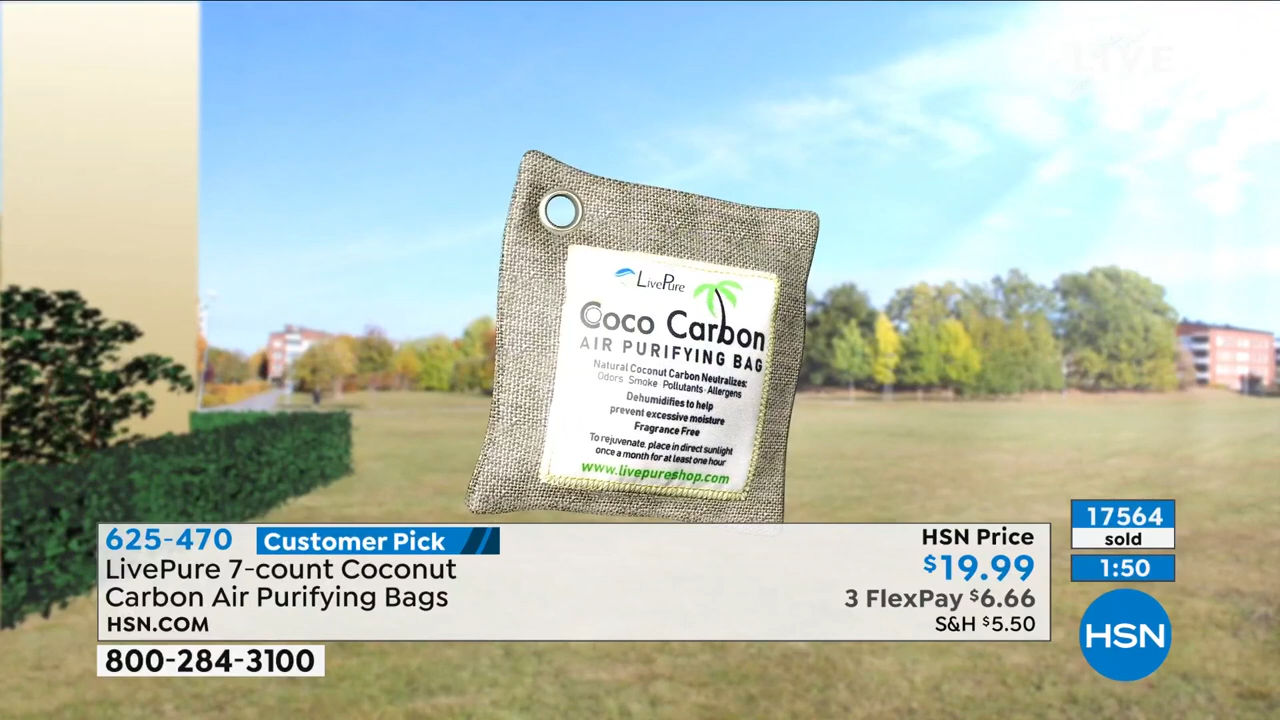 LIVE
LivePure
Coco Carbon
AIR PURIFYING BAG
Natural Coconut Carbon Neutralizes:
Odors · Smoke · Pollutants · Allergens
Dehumidifies to help
prevent excessive moisture
Fragrance Free
To rejuvenate, place in direct sunlight
once a month for at least one hour
www.livepureshop.com
625-470 Customer Pick
LivePure 7-count Coconut
Carbon Air Purifying Bags
HSN.COM
800-284-3100
HSN Price
$19.99
3 FlexPay $6.66
S&H $5.50
17564
sold
1:50
HSN